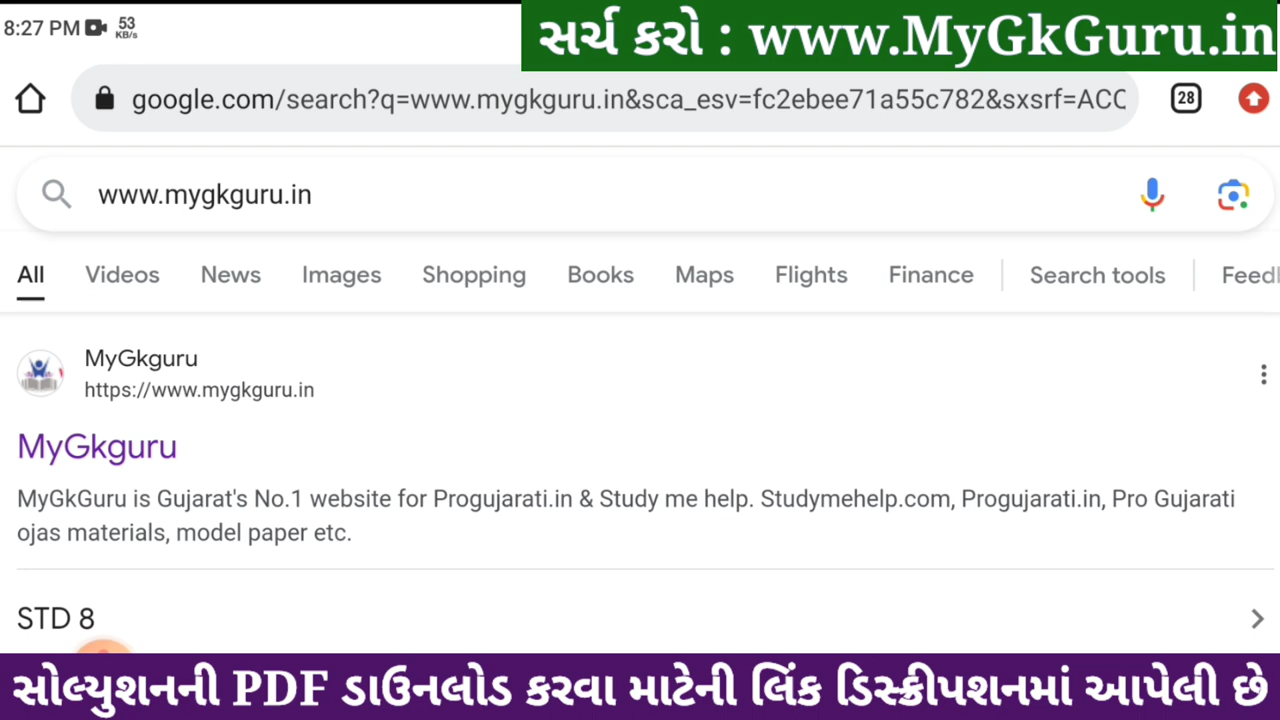 8:27 PM 53 KB/s
સર્ચ કરો : www.MyGkGuru.in
google.com/search?q=www.mygkguru.in&sca_esv=fc2ebee71a55c782&sxsrf=ACC
28
www.mygkguru.in
All Videos News Images Shopping Books Maps Flights Finance Search tools Feed
MyGkguru
https://www.mygkguru.in
MyGkguru
MyGkGuru is Gujarat's No.1 website for Progujarati.in & Study me help. Studymehelp.com, Progujarati.in, Pro Gujarati
ojas materials, model paper etc.
STD 8
સોલ્યુશનની PDF ડાઉનલોડ કરવા માટેની લિંક ડિસ્ક્રીપશનમાં આપેલી છે